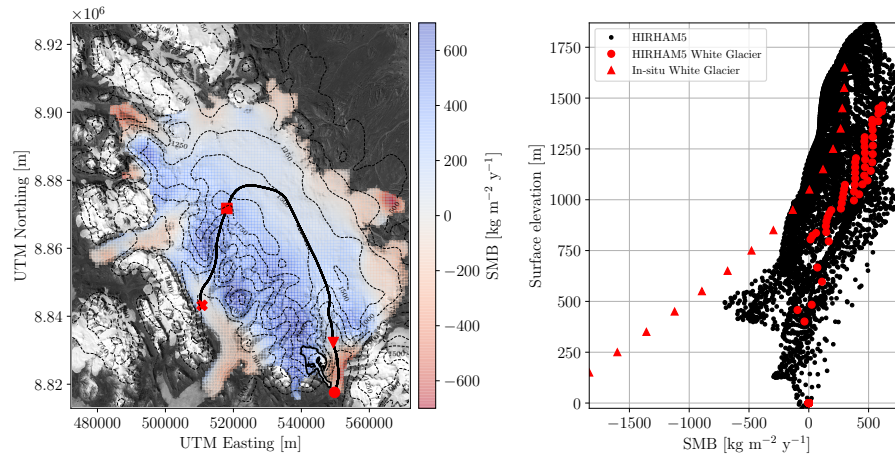 ×10⁶
8.92
8.90
8.88
8.86
8.84
8.82
UTM Northing [m]
480000 500000 520000 540000 560000
UTM Easting [m]
1250
1250
600
400
200
0
−200
−400
−600
SMB [kg m⁻² y⁻¹]
HIRHAM5
HIRHAM5 White Glacier
In-situ White Glacier
1750
1500
1250
1000
750
500
250
0
Surface elevation [m]
−1500 −1000 −500 0 500
SMB [kg m⁻² y⁻¹]